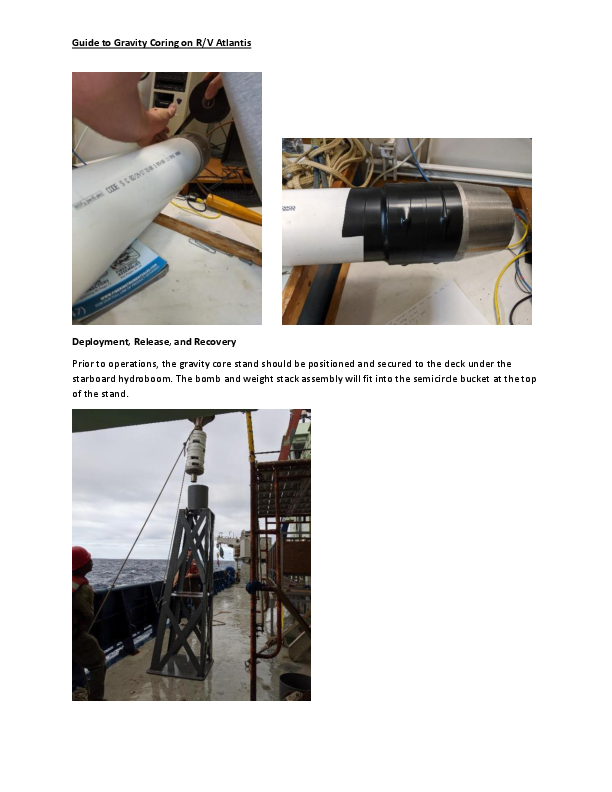 Guide to Gravity Coring on R/V Atlantis
Deployment, Release, and Recovery
Prior to operations, the gravity core stand should be positioned and secured to the deck under the
starboard hydroboom. The bomb and weight stack assembly will fit into the semicircle bucket at the top
of the stand.